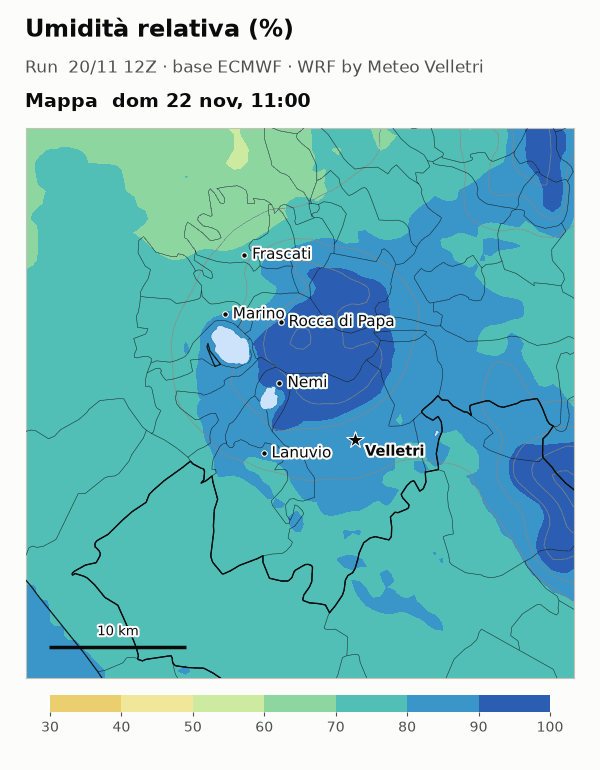 Umidità relativa (%)
Run  20/11 12Z · base ECMWF · WRF by Meteo Velletri
Mappa  dom 22 nov, 11:00
Frascati
Marino
Rocca di Papa
Nemi
Velletri
Lanuvio
10 km
30 40 50 60 70 80 90 100